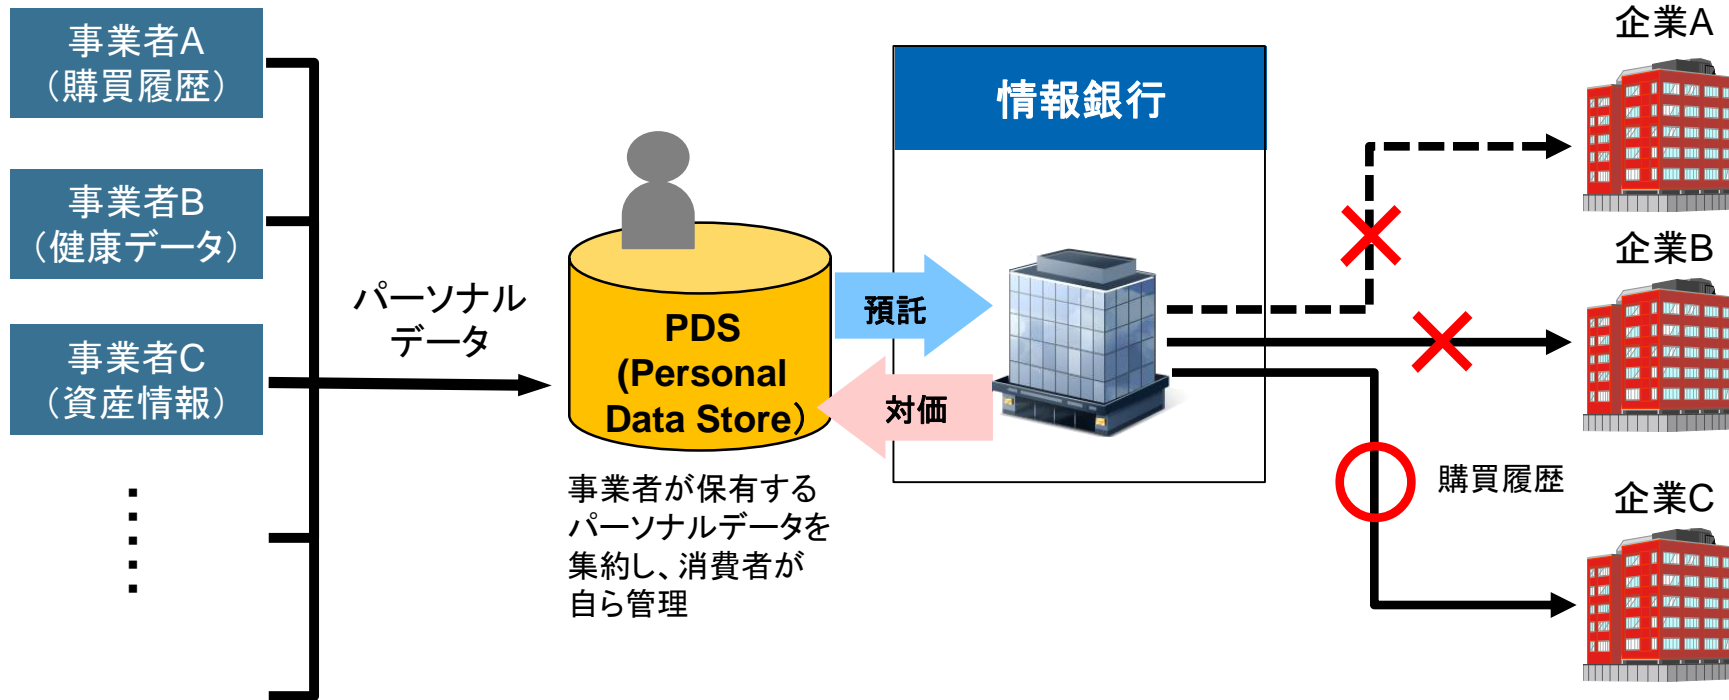 事業者A
（購買履歴）
事業者B
（健康データ）
事業者C
（資産情報）
パーソナル
データ
PDS
(Personal
Data Store）
事業者が保有する
パーソナルデータを
集約し、消費者が
自ら管理
預託
対価
情報銀行
購買履歴
企業A
企業B
企業C